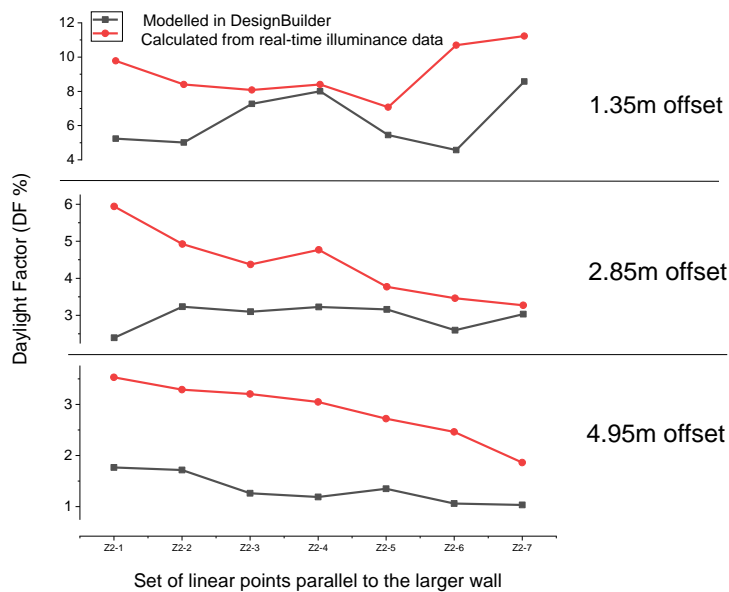 Modelled in DesignBuilder
Calculated from real-time illuminance data
12
10
8
6
4
1.35m offset
Daylight Factor (DF %)
6
5
4
3
2.85m offset
3
2
1
4.95m offset
Z2-1 Z2-2 Z2-3 Z2-4 Z2-5 Z2-6 Z2-7
Set of linear points parallel to the larger wall